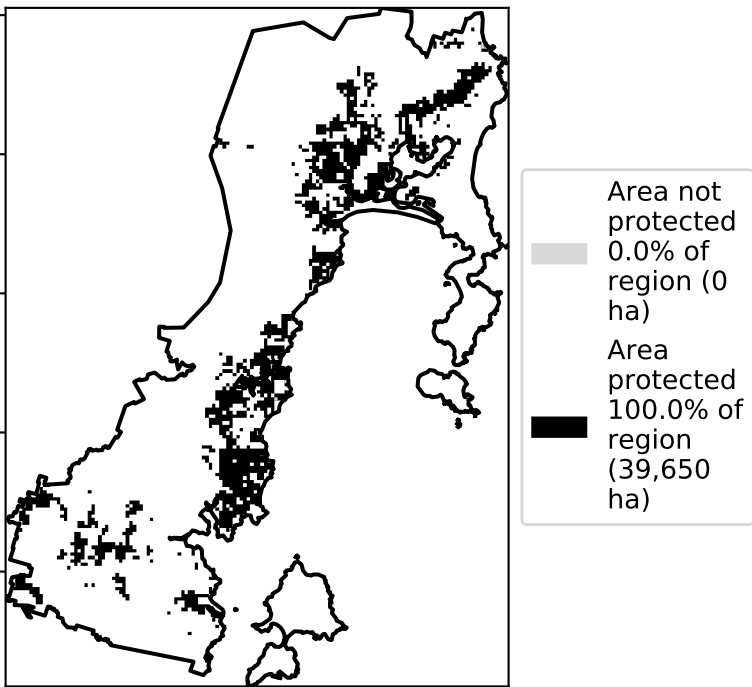 Area not
protected
0.0% of
region (0
ha)
Area
protected
100.0% of
region
(39,650
ha)